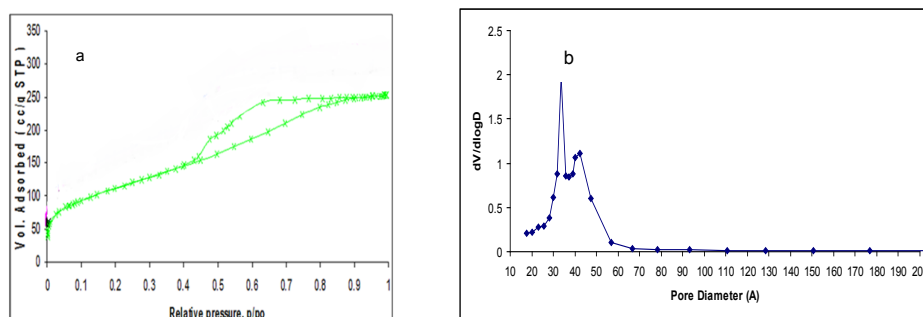 a
Vol. Adsorbed (cc/g, STP)
350
300
250
200
150
100
50
0
0 0.1 0.2 0.3 0.4 0.5 0.6 0.7 0.8 0.9 1
Relative pressure, p/po
b
dV/dlogD
2.5
2
1.5
1
0.5
0
10 20 30 40 50 60 70 80 90 100 110 120 130 140 150 160 170 180 190 200
Pore Diameter (A)